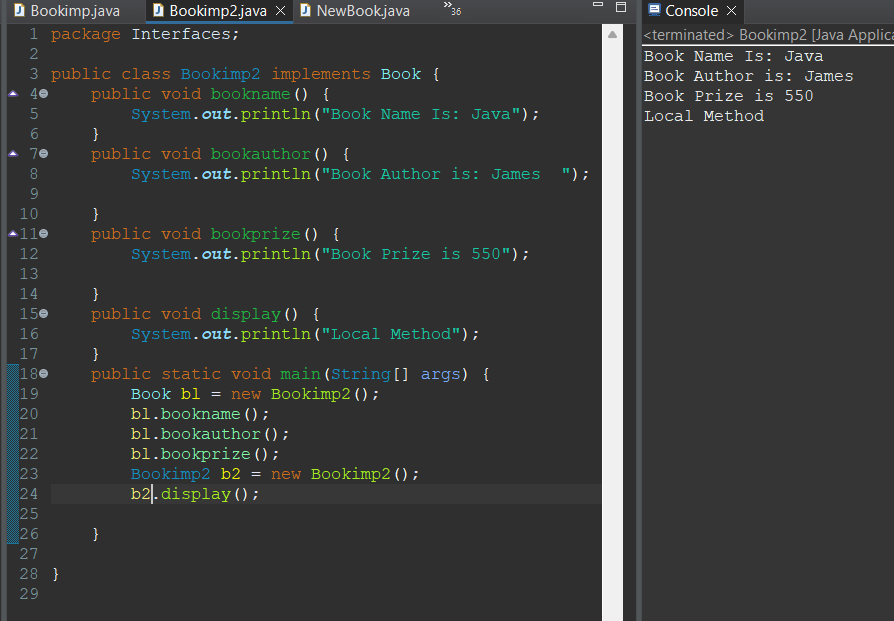 Bookimp.java Bookimp2.java NewBook.java »36 Console
<terminated> Bookimp2 [Java Applica
1 package Interfaces;
2
3 public class Bookimp2 implements Book {
4 public void bookname() {
5 System.out.println("Book Name Is: Java");
6 }
7 public void bookauthor() {
8 System.out.println("Book Author is: James  ");
9
10 }
11 public void bookprize() {
12 System.out.println("Book Prize is 550");
13
14 }
15 public void display() {
16 System.out.println("Local Method");
17 }
18 public static void main(String[] args) {
19 Book bl = new Bookimp2();
20 bl.bookname();
21 bl.bookauthor();
22 bl.bookprize();
23 Bookimp2 b2 = new Bookimp2();
24 b2.display();
25
26 }
27
28 }
29
Book Name Is: Java
Book Author is: James
Book Prize is 550
Local Method